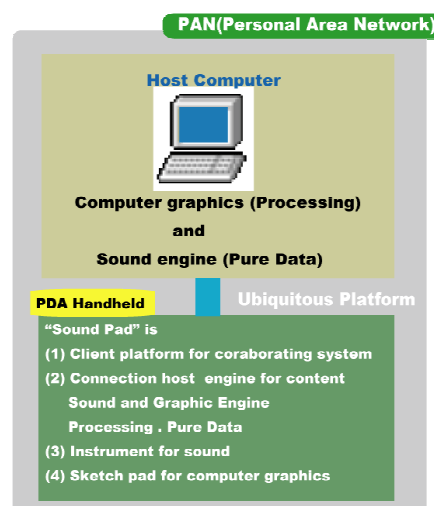 PAN(Personal Area Network)
Host Computer
Computer graphics (Processing)
and
Sound engine (Pure Data)
PDA Handheld
Ubiquitous Platform
“Sound Pad” is
(1) Client platform for coraborating system
(2) Connection host engine for content
Sound and Graphic Engine
Processing . Pure Data
(3) Instrument for sound
(4) Sketch pad for computer graphics